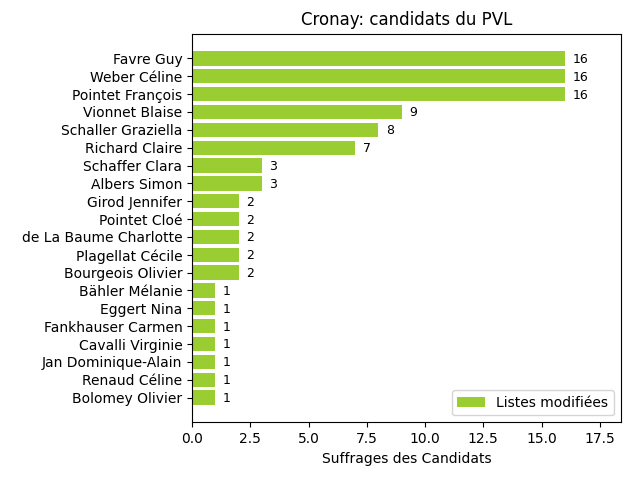 Cronay: candidats du PVL
Favre Guy 16
Weber Céline 16
Pointet François 16
Vionnet Blaise 9
Schaller Graziella 8
Richard Claire 7
Schaffer Clara 3
Albers Simon 3
Girod Jennifer 2
Pointet Cloé 2
de La Baume Charlotte 2
Plagellat Cécile 2
Bourgeois Olivier 2
Bähler Mélanie 1
Eggert Nina 1
Fankhauser Carmen 1
Cavalli Virginie 1
Jan Dominique-Alain 1
Renaud Céline 1
Bolomey Olivier 1
Listes modifiées
0.0 2.5 5.0 7.5 10.0 12.5 15.0 17.5
Suffrages des Candidats